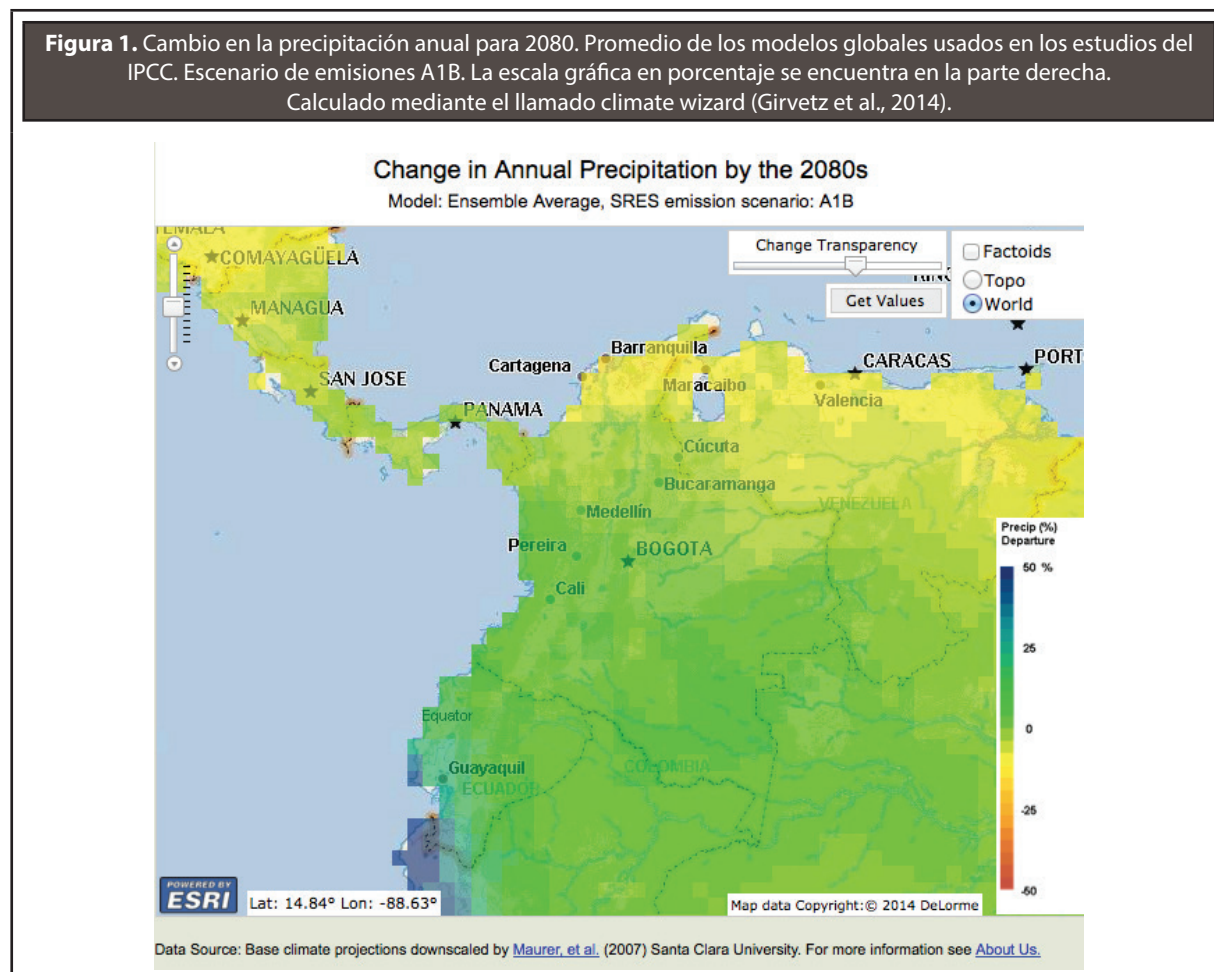 Figura 1. Cambio en la precipitación anual para 2080. Promedio de los modelos globales usados en los estudios del
IPCC. Escenario de emisiones A1B. La escala gráfica en porcentaje se encuentra en la parte derecha.
Calculado mediante el llamado climate wizard (Girvetz et al., 2014).
Change in Annual Precipitation by the 2080s
Model: Ensemble Average, SRES emission scenario: A1B
Change Transparency
Get Values
Factoids
Topo
World
COMAYAGÜELA
MANAGUA
SAN JOSE
PANAMA
Cartagena
Barranquilla
Maracaibo
CARACAS
PORT
Valencia
Cúcuta
Bucaramanga
VENEZUELA
Medellín
Pereira
BOGOTA
Cali
Equator
Guayaquil
ECUADOR
COLOMBIA
Precip (%)
Departure
50 %
25
0
-25
-50
POWERED BY
ESRI
Lat: 14.84° Lon: -88.63°
Map data Copyright:© 2014 DeLorme
Data Source: Base climate projections downscaled by Maurer, et al. (2007) Santa Clara University. For more information see About Us.